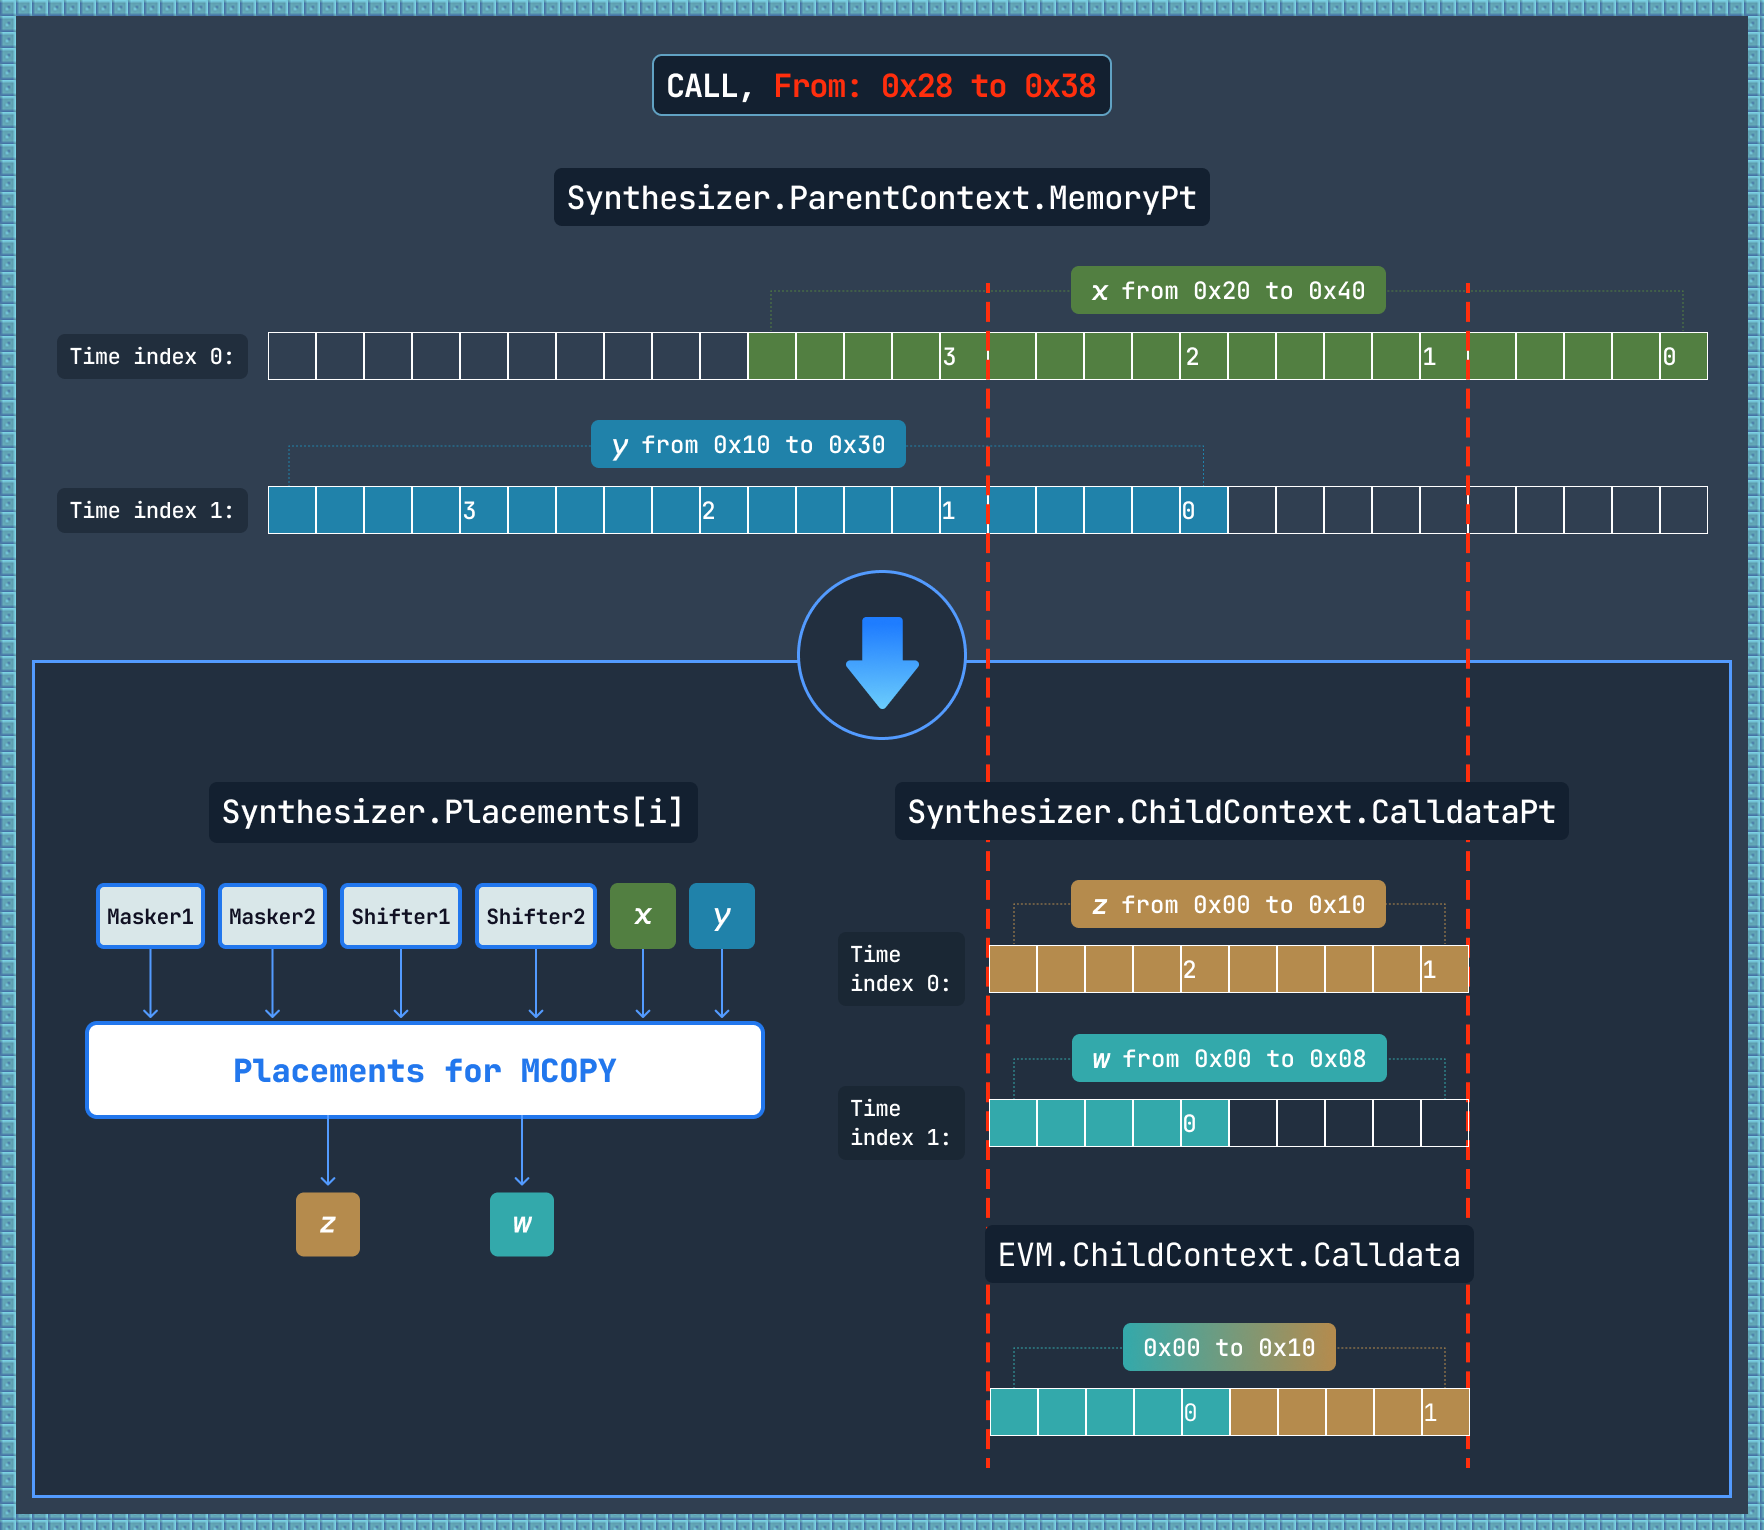 CALL, From: 0x28 to 0x38
Synthesizer.ParentContext.MemoryPt
x from 0x20 to 0x40
Time index 0:
3 2 1 0
y from 0x10 to 0x30
Time index 1:
3 2 1 0
Synthesizer.Placements[i]
Masker1 Masker2 Shifter1 Shifter2 x y
Placements for MCOPY
z w
Synthesizer.ChildContext.CalldataPt
z from 0x00 to 0x10
Time
index 0:
2 1
w from 0x00 to 0x08
Time
index 1:
0
EVM.ChildContext.Calldata
0x00 to 0x10
0 1